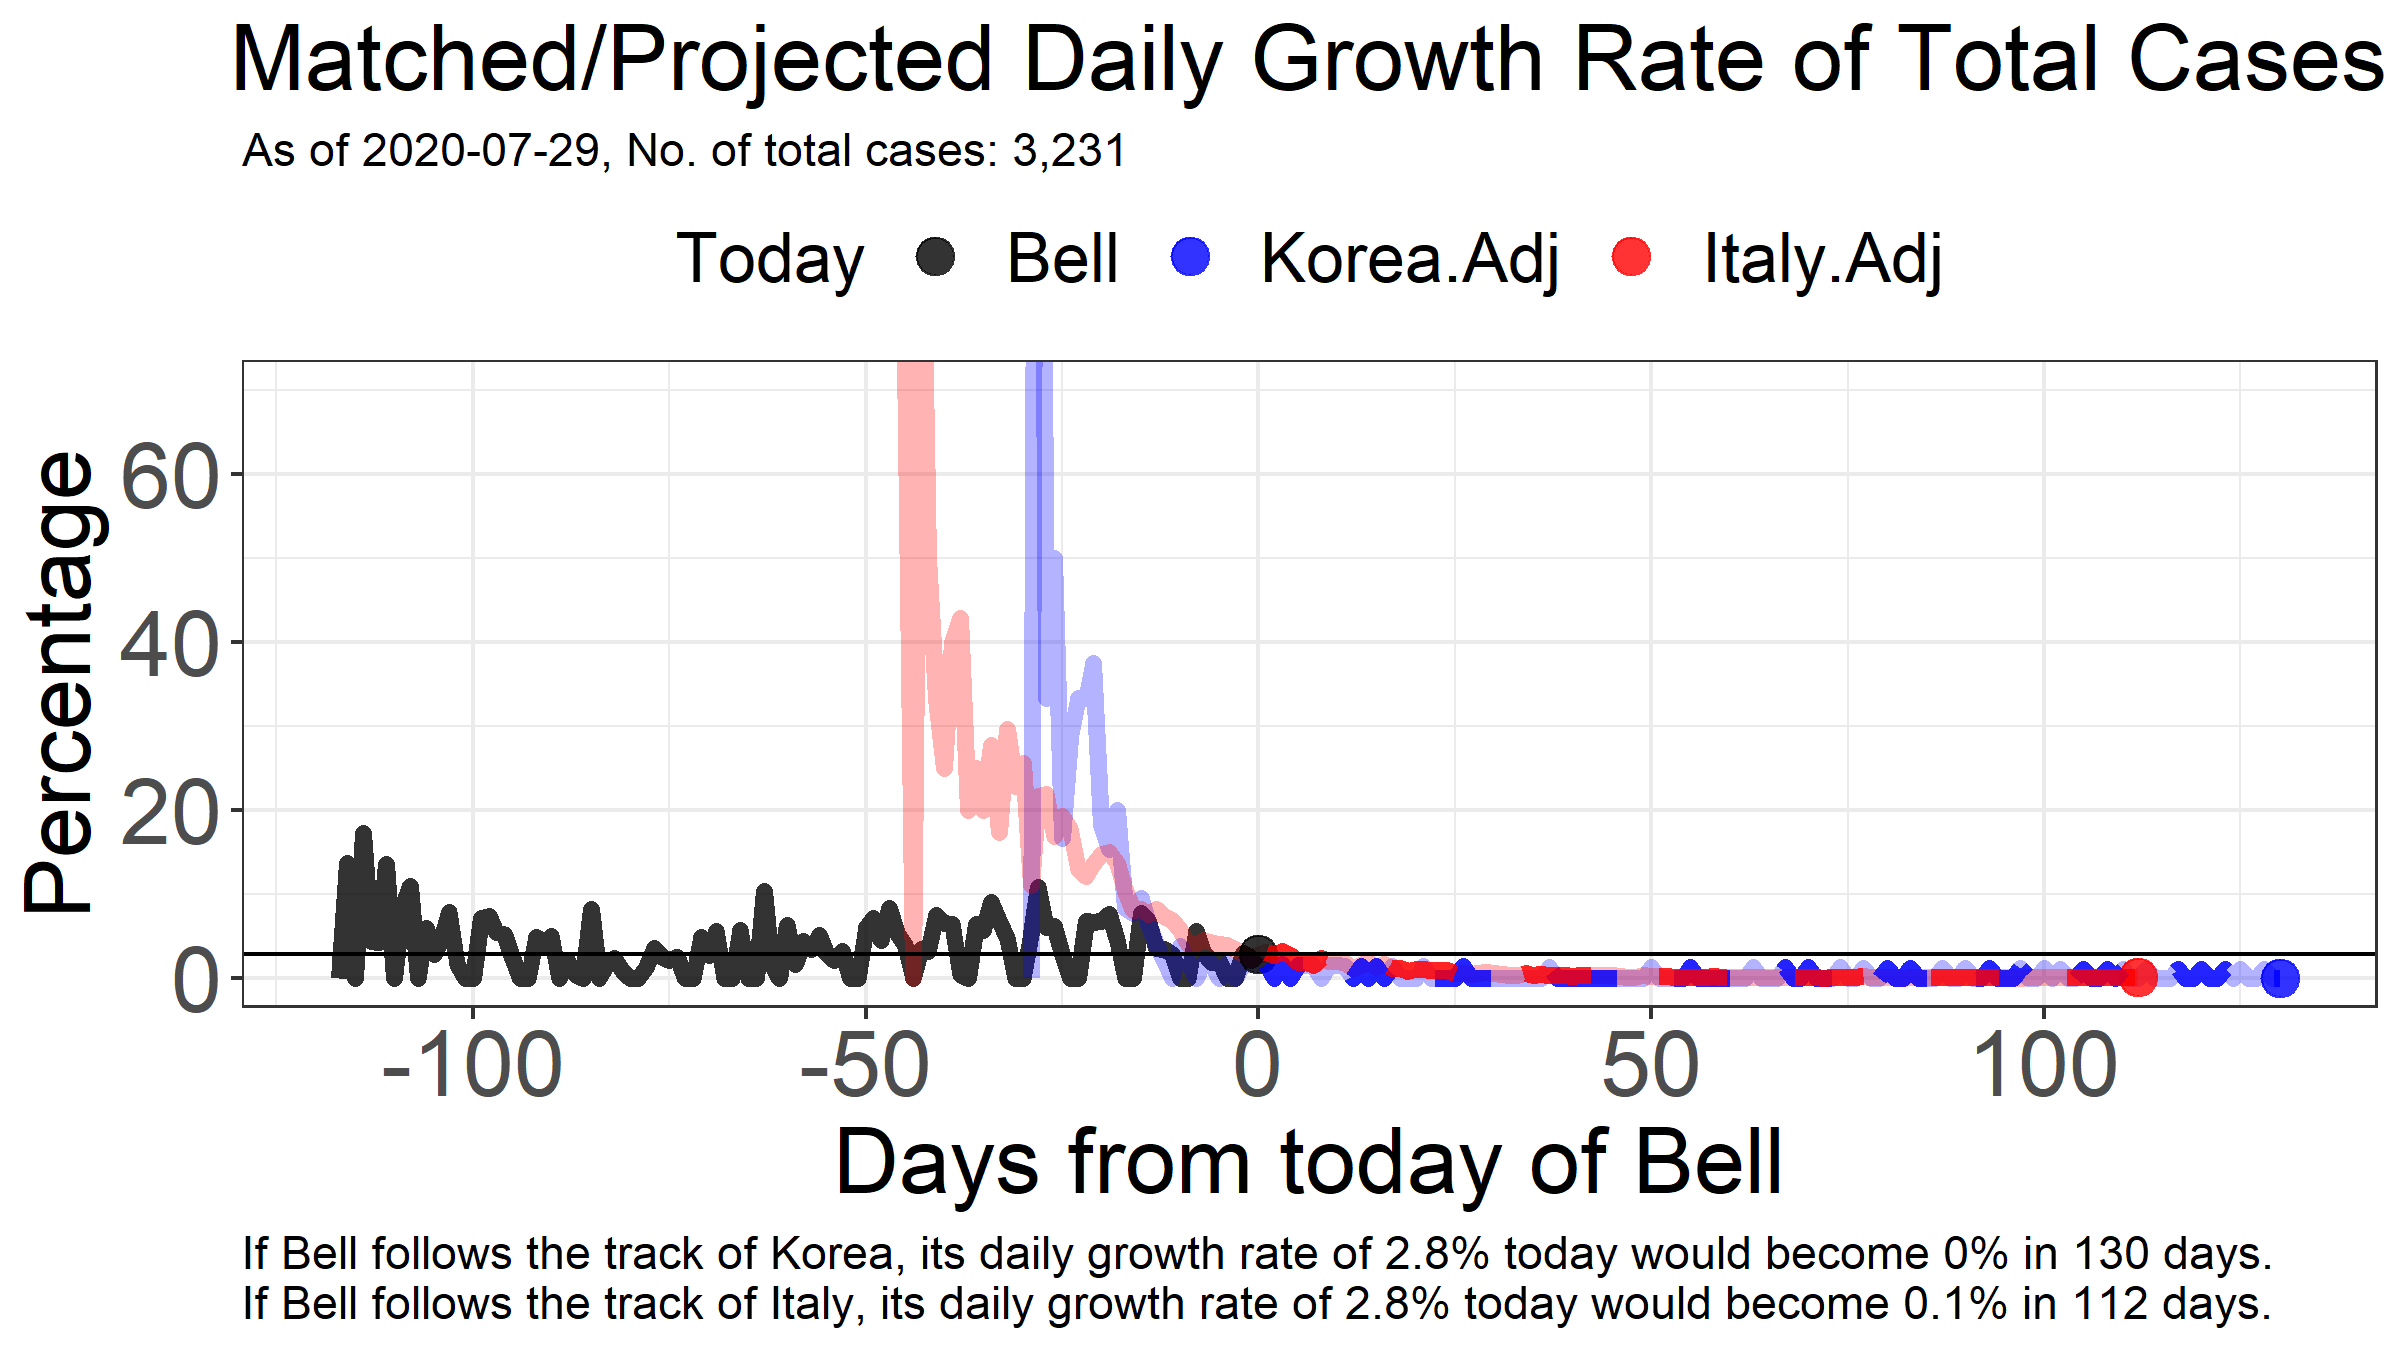 Matched/Projected Daily Growth Rate of Total Cases
As of 2020-07-29, No. of total cases: 3,231
Today Bell Korea.Adj Italy.Adj
Percentage
60
40
20
0
-100 -50 0 50 100
Days from today of Bell
If Bell follows the track of Korea, its daily growth rate of 2.8% today would become 0% in 130 days.
If Bell follows the track of Italy, its daily growth rate of 2.8% today would become 0.1% in 112 days.